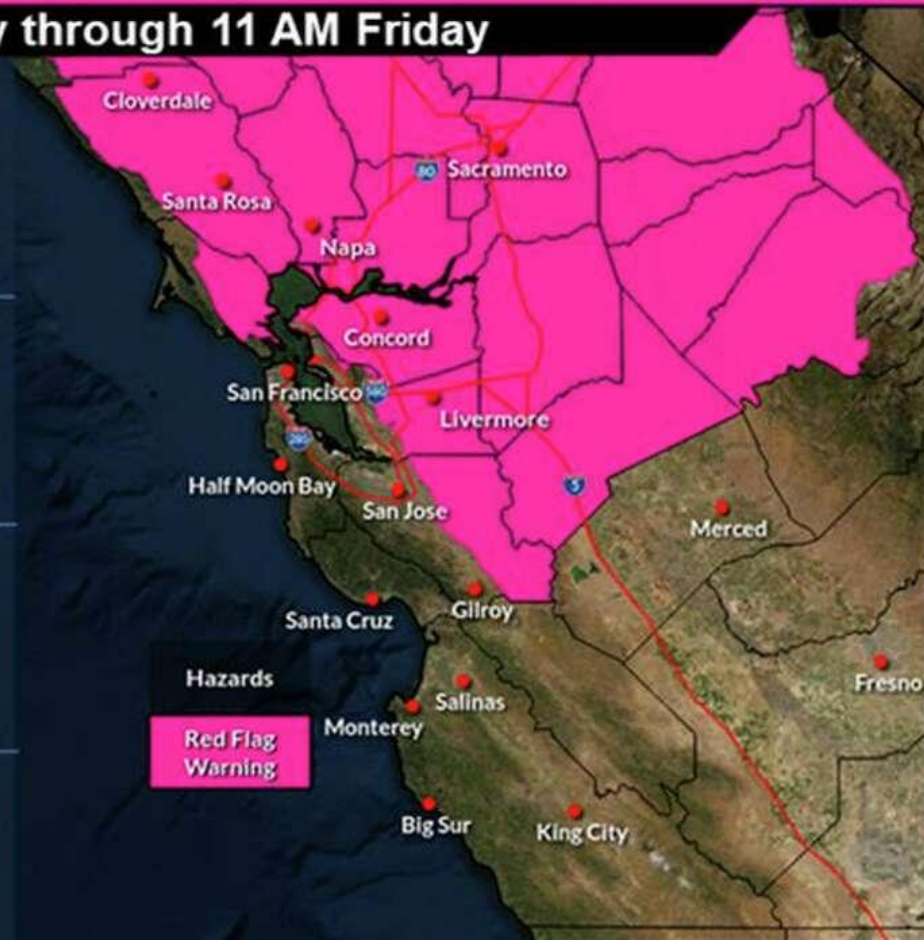 through 11 AM Friday
Cloverdale
80
Sacramento
Santa Rosa
Napa
Concord
San Francisco
Livermore
280
Half Moon Bay
5
San Jose
Merced
Gilroy
Santa Cruz
Hazards
Fresno
Salinas
Red Flag
Warning
Monterey
Big Sur
King City